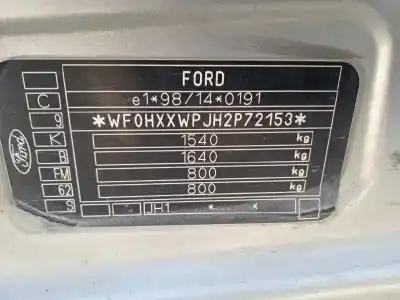 FORD
C e1*98/14*0191
9 *WF0HXXWPJH2P72153*
K 1540 kg
B 1640 kg
FM 800 kg
62 800 kg
S JH1 * *
Ford